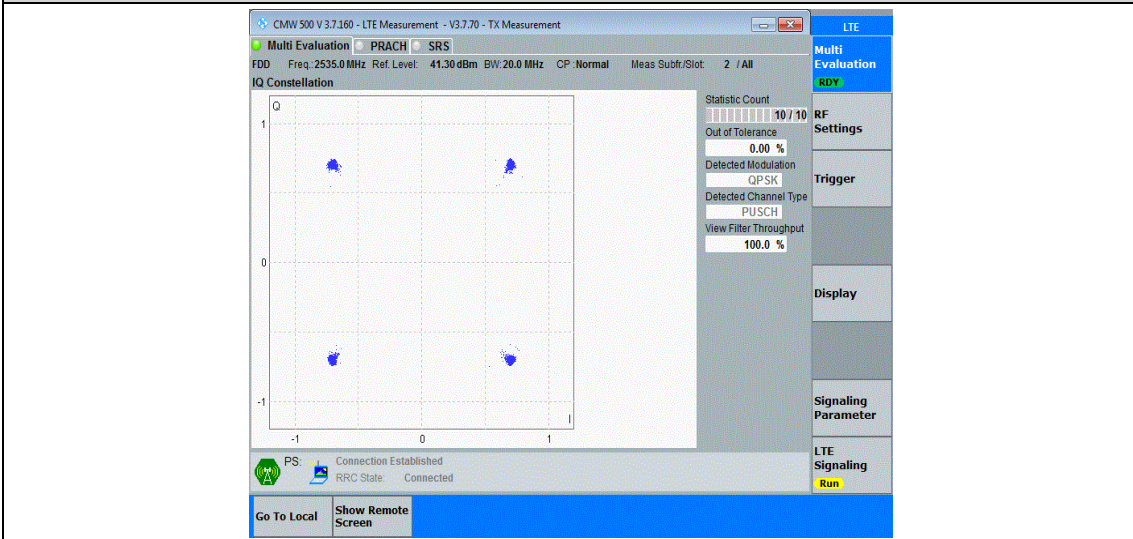 CMW 500 V 3.7.160 - LTE Measurement - V3.7.70 - TX Measurement
LTE
Multi Evaluation PRACH SRS
Multi
Evaluation
RDY
FDD Freq.:2535.0 MHz Ref. Level: 41.30 dBm BW:20.0 MHz CP :Normal Meas Subfr./Slot: 2 / All
IQ Constellation
Q
1
0
-1
-1 0 1
I
Statistic Count
10 / 10
Out of Tolerance
0.00 %
Detected Modulation
QPSK
Detected Channel Type
PUSCH
View Filter Throughput
100.0 %
RF
Settings
Trigger
Display
Signaling
Parameter
LTE
Signaling
Run
PS: Connection Established
RRC State: Connected
Go To Local
Show Remote
Screen